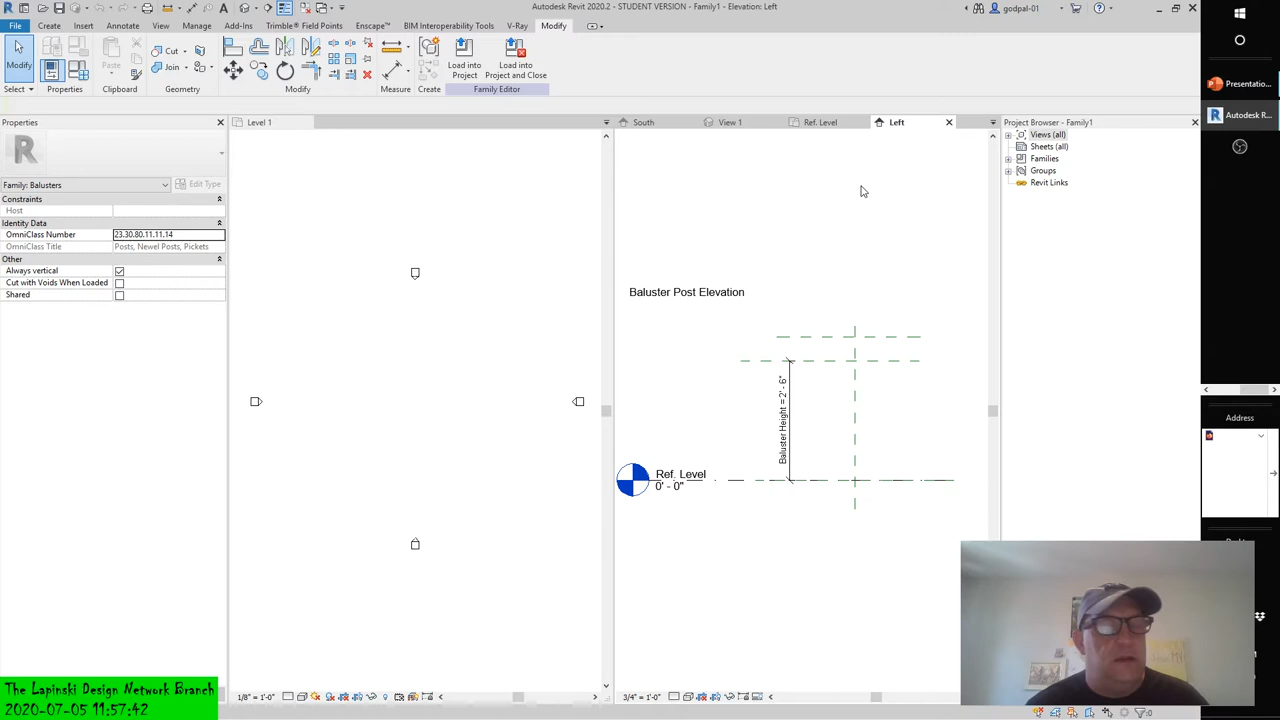 Autodesk Revit 2020.2 - STUDENT VERSION - Family1 - Elevation: Left
godpal-01
File Create Insert Annotate View Manage Add-Ins Trimble® Field Points Enscape™ BIM Interoperability Tools V-Ray Modify
Modify Paste Cut Join Load into Project Load into Project and Close
Select Properties Clipboard Geometry Modify Measure Create Family Editor
Properties
Level 1
South
View 1
Ref. Level
Left
Project Browser - Family1
Family: Balusters
Edit Type
Constraints
Host
Identity Data
OmniClass Number 23.30.80.11.11.14
OmniClass Title Posts, Newel Posts, Pickets
Other
Always vertical
Cut with Voids When Loaded
Shared
Baluster Post Elevation
Baluster Height = 2' - 6"
Ref. Level
0' - 0"
Views (all)
Sheets (all)
Families
Groups
Revit Links
Presentatio...
Autodesk R...
Address
1/8" = 1'-0"
3/4" = 1'-0"
:0
The Lapinski Design Network Branch
2020-07-05 11:57:42